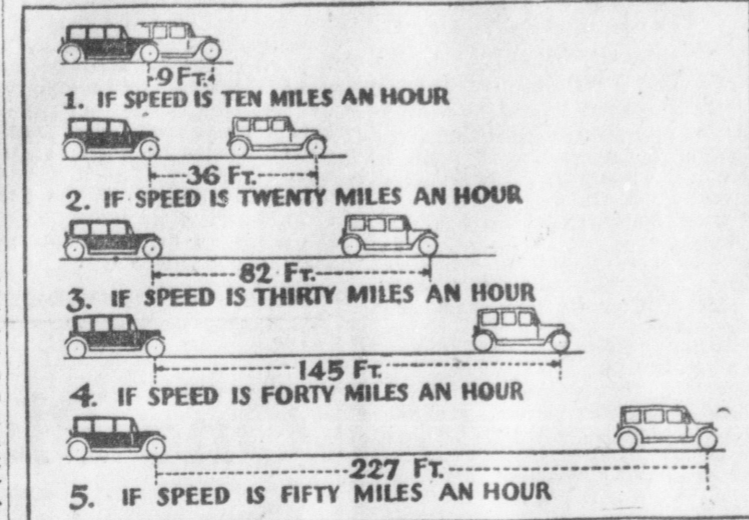 9 FT.
1. IF SPEED IS TEN MILES AN HOUR
36 FT.
2. IF SPEED IS TWENTY MILES AN HOUR
82 FT.
3. IF SPEED IS THIRTY MILES AN HOUR
145 FT.
4. IF SPEED IS FORTY MILES AN HOUR
227 FT.
5. IF SPEED IS FIFTY MILES AN HOUR